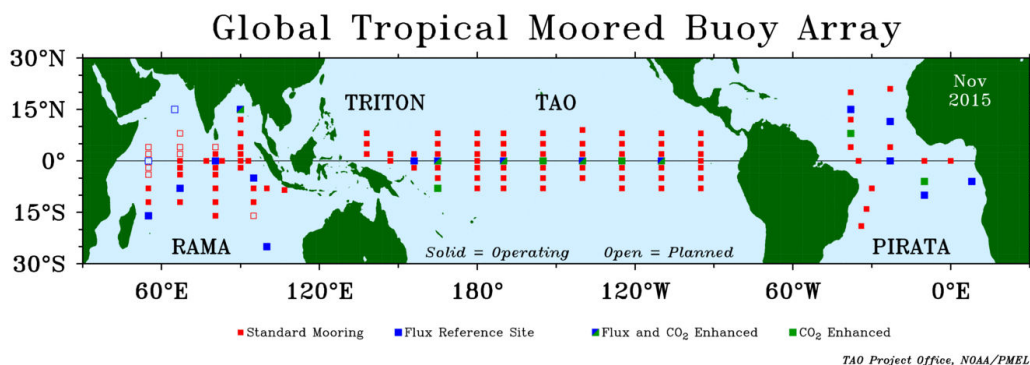 Global Tropical Moored Buoy Array
30°N
15°N
0°
15°S
30°S
TRITON
TAO
Nov
2015
RAMA
Solid = Operating Open = Planned
PIRATA
60°E 120°E 180° 120°W 60°W 0°E
Standard Mooring Flux Reference Site Flux and CO₂ Enhanced CO₂ Enhanced
TAO Project Office, NOAA/PMEL